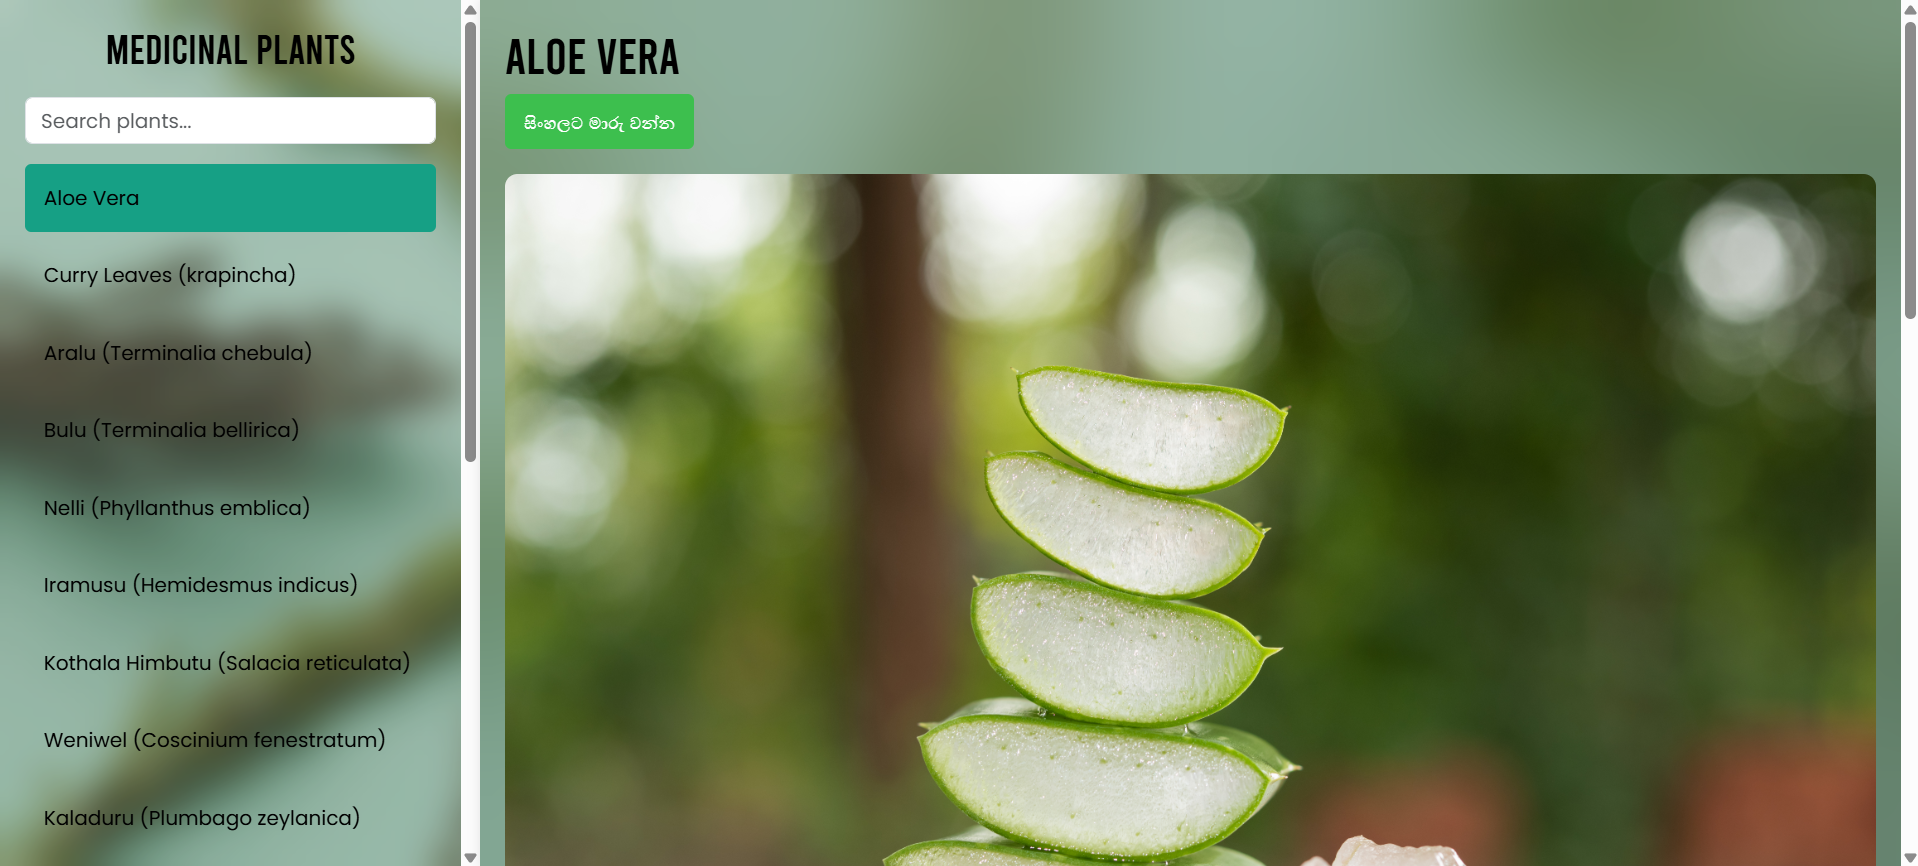 MEDICINAL PLANTS
Search plants...
Aloe Vera
Curry Leaves (krapincha)
Aralu (Terminalia chebula)
Bulu (Terminalia bellirica)
Nelli (Phyllanthus emblica)
Iramusu (Hemidesmus indicus)
Kothala Himbutu (Salacia reticulata)
Weniwel (Coscinium fenestratum)
Kaladuru (Plumbago zeylanica)
ALOE VERA
සිංහලට මාරු වන්න